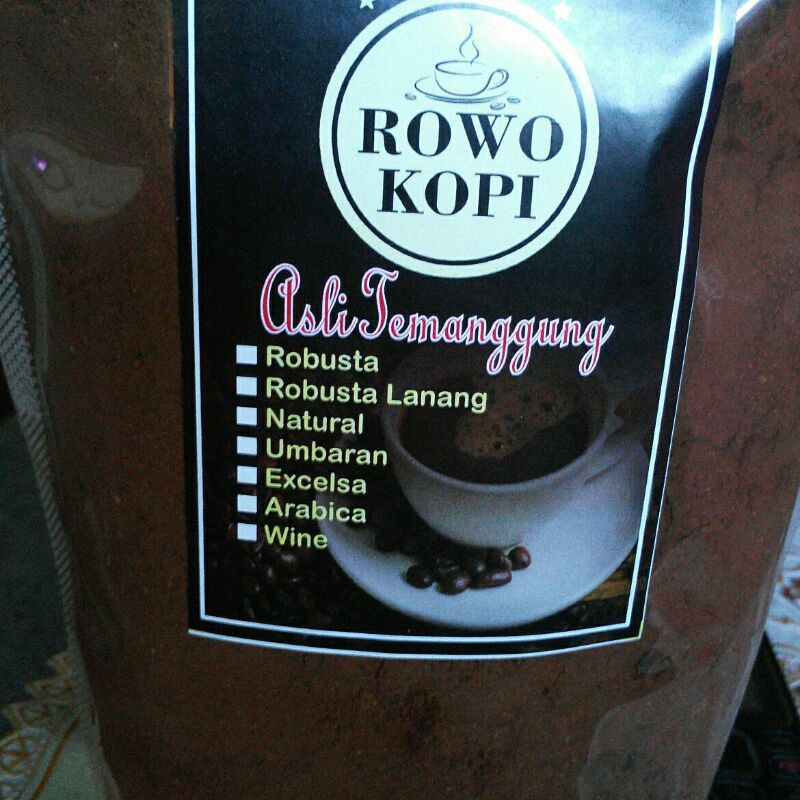 ROWO
KOPI
Asli Temanggung
Robusta
Robusta Lanang
Natural
Umbaran
Excelsa
Arabica
Wine